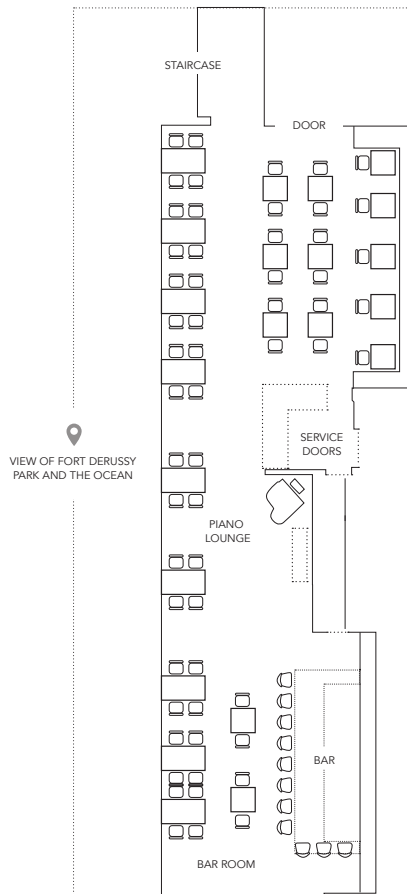 STAIRCASE
DOOR
SERVICE
DOORS
VIEW OF FORT DERUSSY
PARK AND THE OCEAN
PIANO
LOUNGE
BAR
BAR ROOM